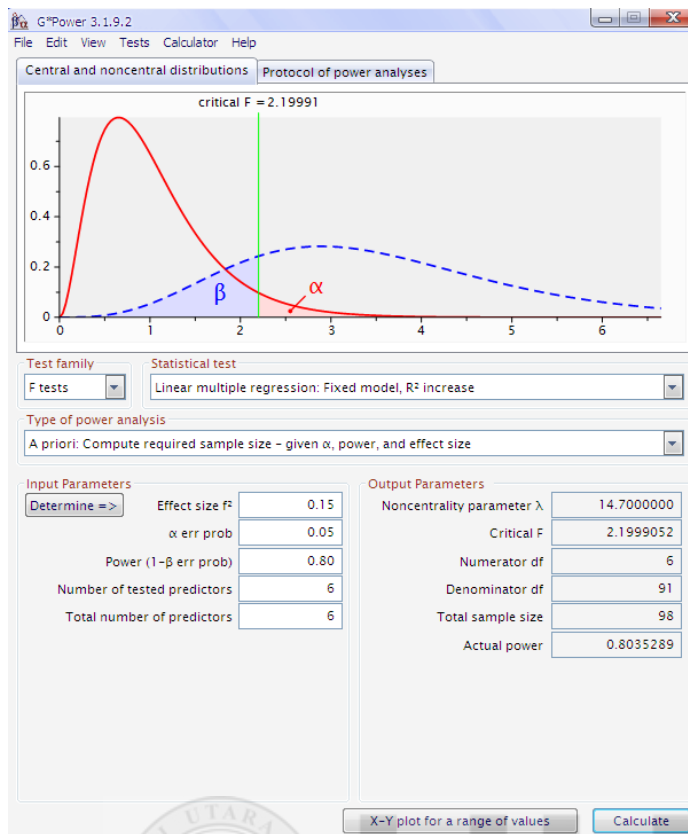 G*Power 3.1.9.2
File Edit View Tests Calculator Help
Central and noncentral distributions Protocol of power analyses
critical F = 2.19991
0.6
0.4
0.2
0
β
α
0 1 2 3 4 5 6
Test family Statistical test
F tests Linear multiple regression: Fixed model, R² increase
Type of power analysis
A priori: Compute required sample size – given α, power, and effect size
Input Parameters Output Parameters
Determine => Effect size f² 0.15 Noncentrality parameter λ 14.7000000
α err prob 0.05 Critical F 2.1999052
Power (1-β err prob) 0.80 Numerator df 6
Number of tested predictors 6 Denominator df 91
Total number of predictors 6 Total sample size 98
Actual power 0.8035289
UTARA
X-Y plot for a range of values Calculate